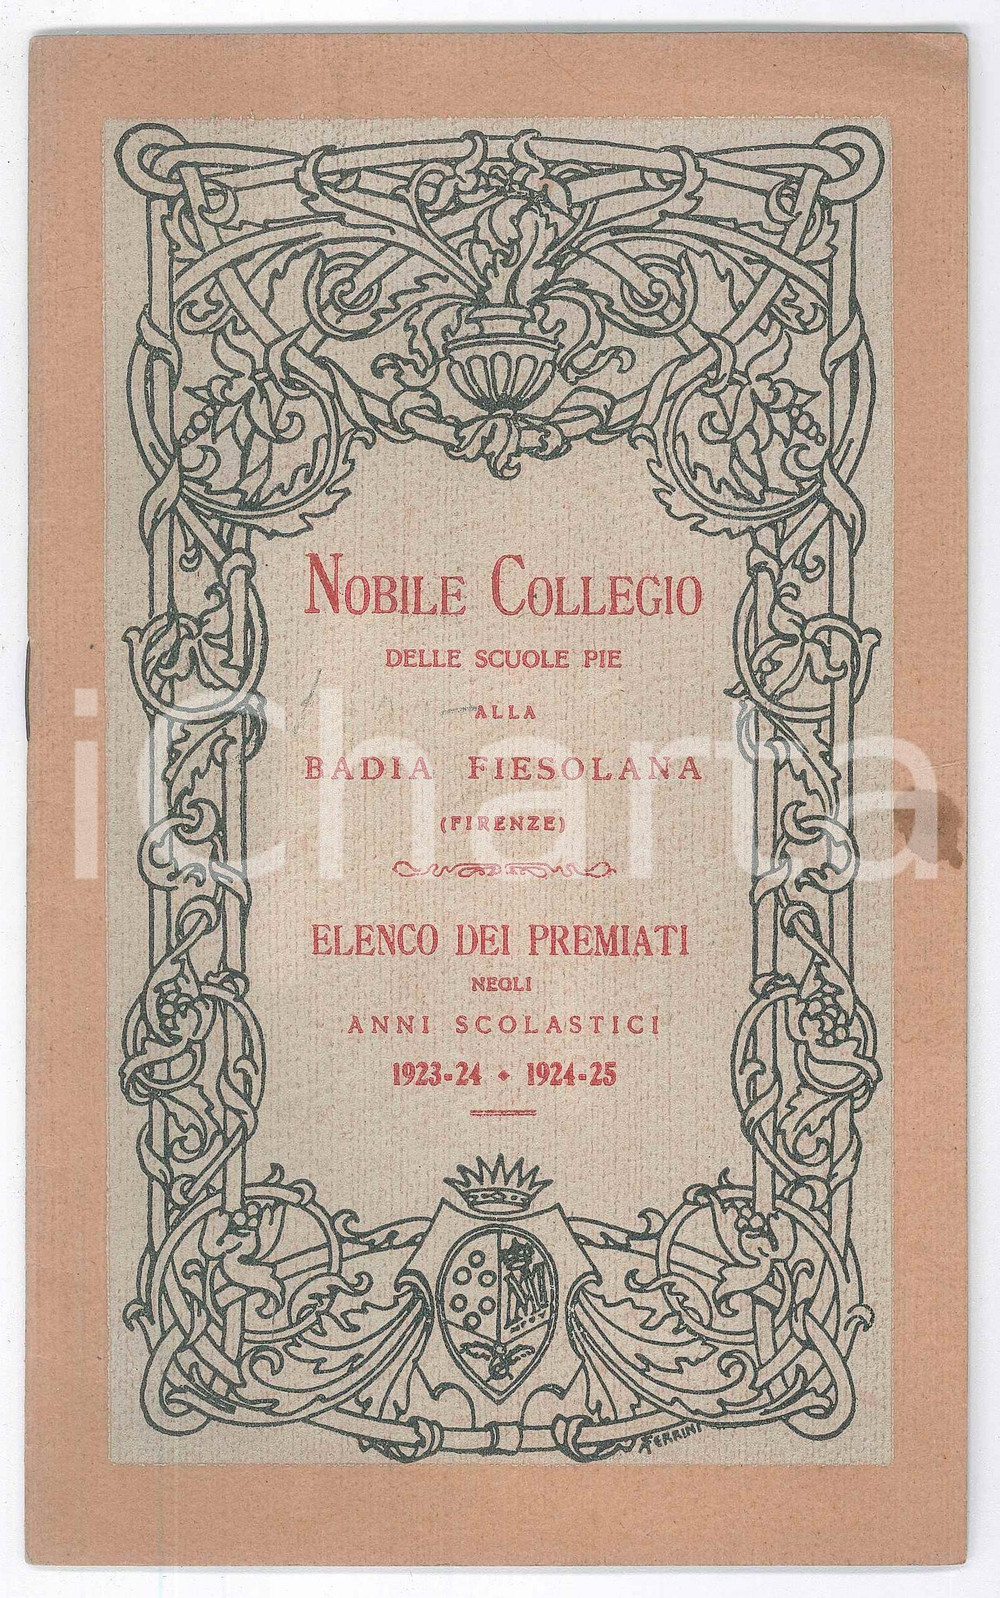 NOBILE COLLEGIO
DELLE SCUOLE PIE
ALLA
BADIA FIESOLANA
(FIRENZE)
ELENCO DEI PREMIATI
NEGLI
ANNI SCOLASTICI
1923-24 • 1924-25
FERRINI
iCharta